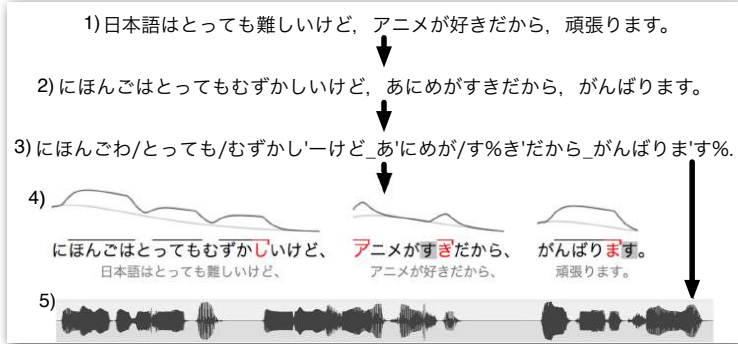 1)日本語はとっても難しいけど，アニメが好きだから，頑張ります。
2)にほんごはとってもむずかしいけど，あにめがすきだから，がんばります。
3)にほんごわ/とっても/むずかし'ーけど_あ'にめが/す%き'だから_がんばりま'す%.
4)
にほんごはとってもむずかしいけど、 アニメがすきだから、 がんばります。
日本語はとっても難しいけど、 アニメが好きだから、 頑張ります。
5)